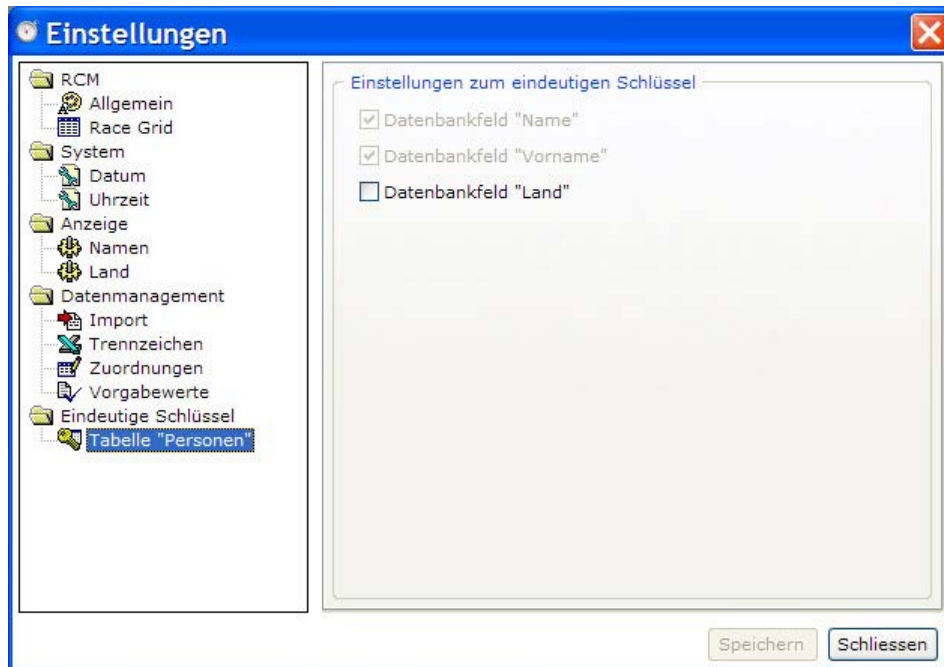 Einstellungen
RCM
Allgemein
Race Grid
System
Datum
Uhrzeit
Anzeige
Namen
Land
Datenmanagement
Import
Trennzeichen
Zuordnungen
Vorgabewerte
Eindeutige Schlüssel
Tabelle "Personen"
Einstellungen zum eindeutigen Schlüssel
Datenbankfeld "Name"
Datenbankfeld "Vorname"
Datenbankfeld "Land"
Speichern
Schliessen